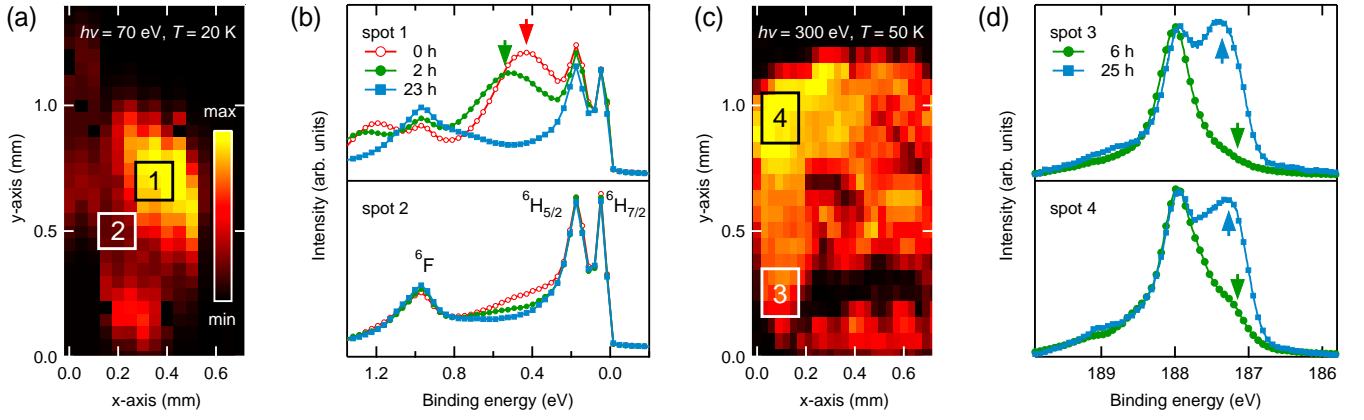 (a)
hν = 70 eV, T = 20 K
y-axis (mm)
1.0
0.5
0.0
max
min
1
2
0.0 0.2 0.4 0.6
x-axis (mm)
(b)
spot 1
0 h
2 h
23 h
Intensity (arb. units)
spot 2
⁶F
⁶H5/2
⁶H7/2
1.2 0.8 0.4 0.0
Binding energy (eV)
(c)
hν = 300 eV, T = 50 K
y-axis (mm)
1.0
0.5
0.0
4
3
0.0 0.2 0.4 0.6
x-axis (mm)
(d)
spot 3
6 h
25 h
Intensity (arb. units)
spot 4
189 188 187 186
Binding energy (eV)